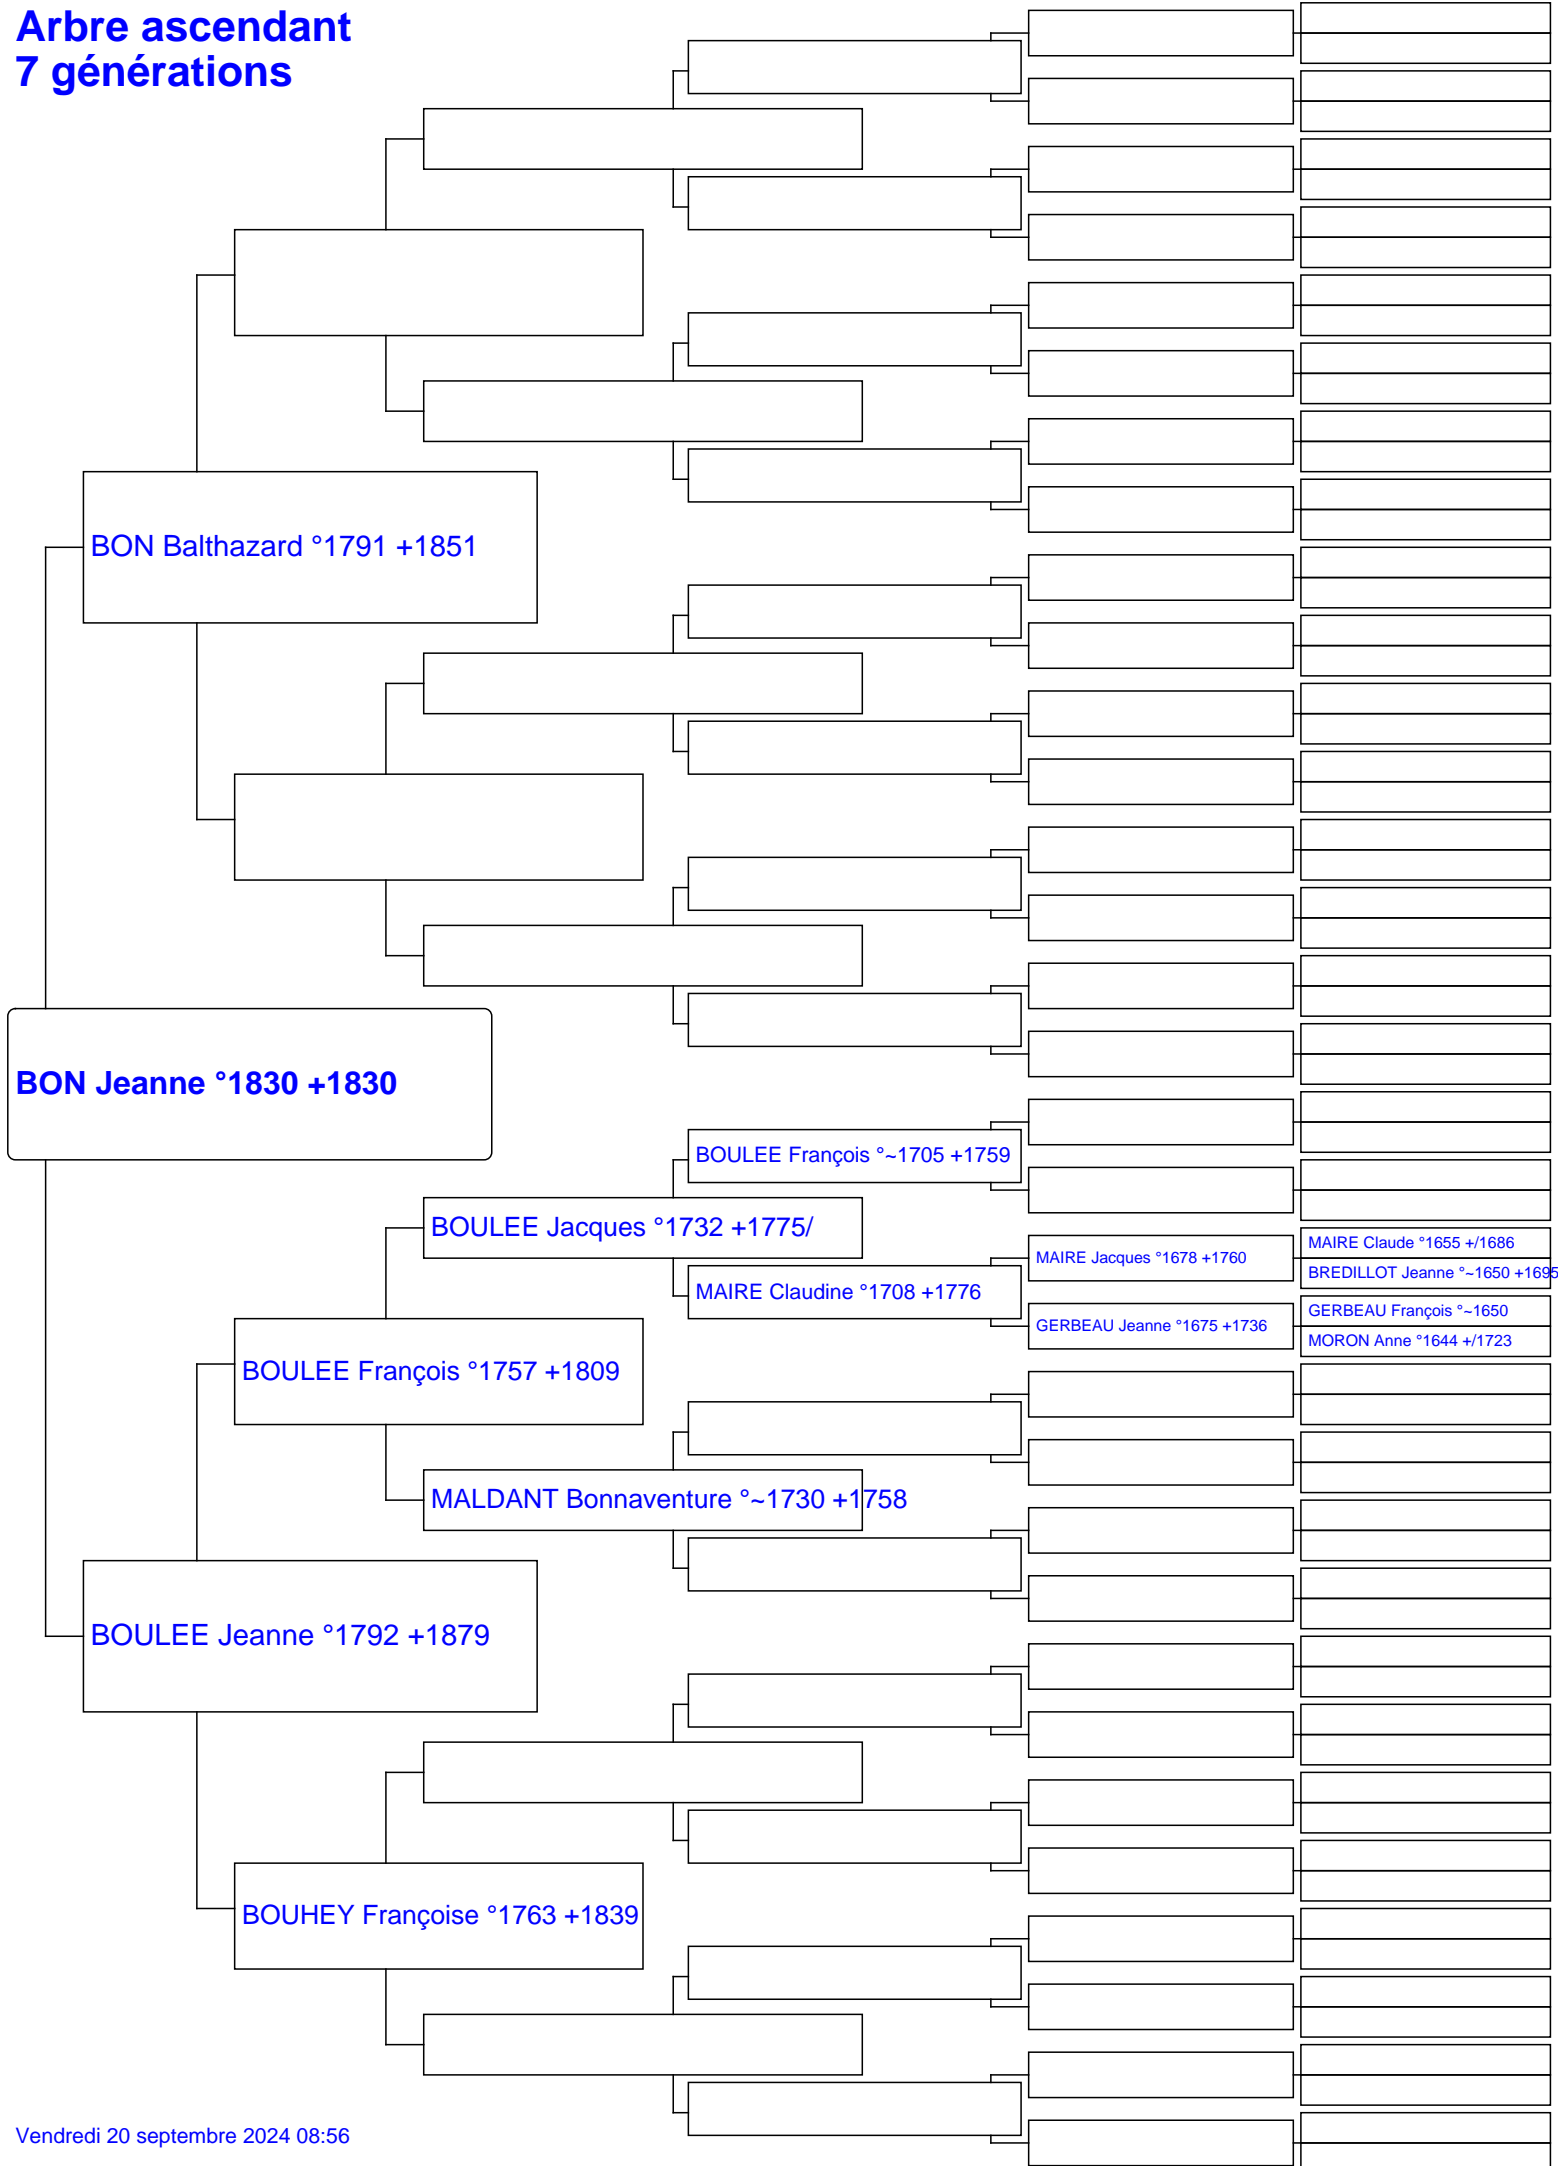 Arbre ascendant
7 générations
BON Balthazard °1791 +1851
BON Jeanne °1830 +1830
BOULEE François °~1705 +1759
BOULEE Jacques °1732 +1775/
MAIRE Claude °1655 +/1686
MAIRE Jacques °1678 +1760
BREDILLOT Jeanne °~1650 +1695
MAIRE Claudine °1708 +1776
GERBEAU François °~1650
GERBEAU Jeanne °1675 +1736
MORON Anne °1644 +/1723
BOULEE François °1757 +1809
MALDANT Bonnaventure °~1730 +1758
BOULEE Jeanne °1792 +1879
BOUHEY Françoise °1763 +1839
Vendredi 20 septembre 2024 08:56